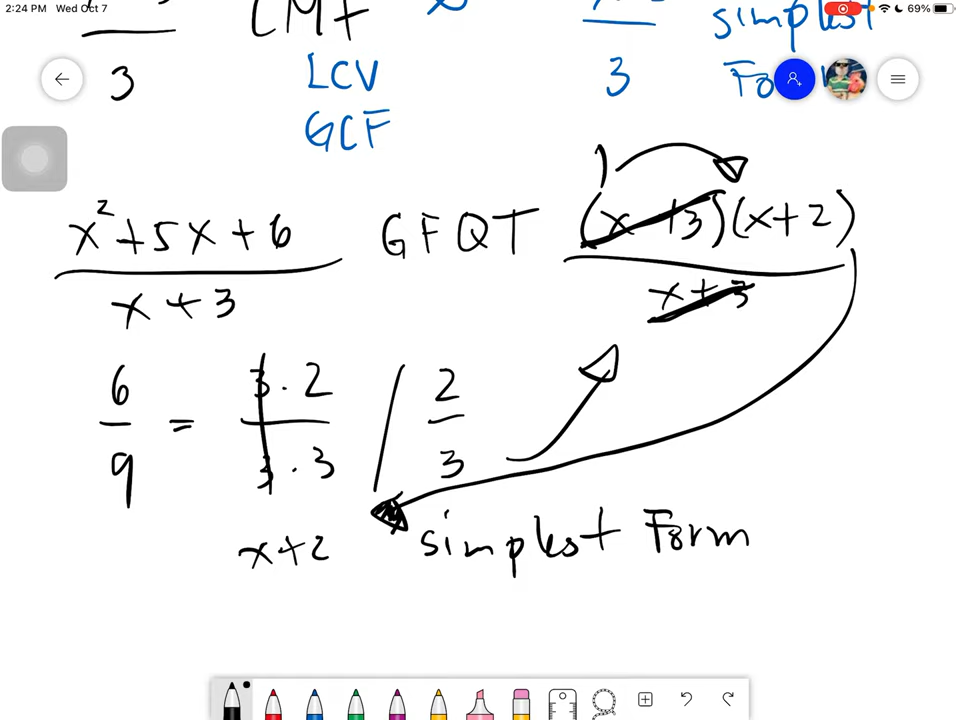 2:24 PM Wed Oct 7 69%
simplest
3 LCV 3
GCF
1
x²+5x+6 GFQT (x+3)(x+2)
x+3 x+3
6 3·2 2
=
9 3·3 3
x+2 simplest Form